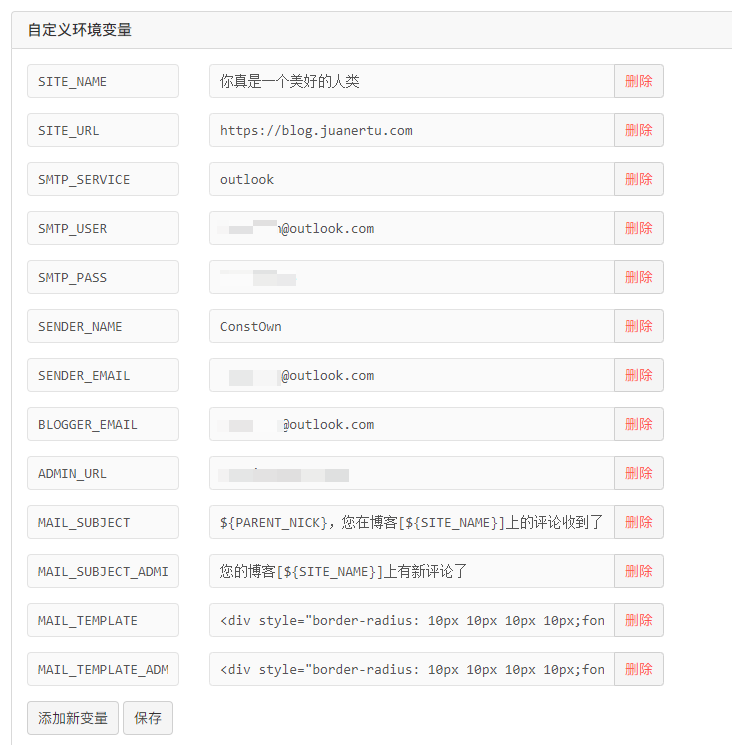 自定义环境变量
SITE_NAME 你真是一个美好的人类 删除
SITE_URL https://blog.juanertu.com 删除
SMTP_SERVICE outlook 删除
SMTP_USER @outlook.com 删除
SMTP_PASS 删除
SENDER_NAME ConstOwn 删除
SENDER_EMAIL @outlook.com 删除
BLOGGER_EMAIL @outlook.com 删除
ADMIN_URL 删除
MAIL_SUBJECT ${PARENT_NICK}，您在博客[${SITE_NAME}]上的评论收到了 删除
MAIL_SUBJECT_ADMI 您的博客[${SITE_NAME}]上有新评论了 删除
MAIL_TEMPLATE <div style="border-radius: 10px 10px 10px 10px;fon 删除
MAIL_TEMPLATE_ADM <div style="border-radius: 10px 10px 10px 10px;fon 删除
添加新变量 保存